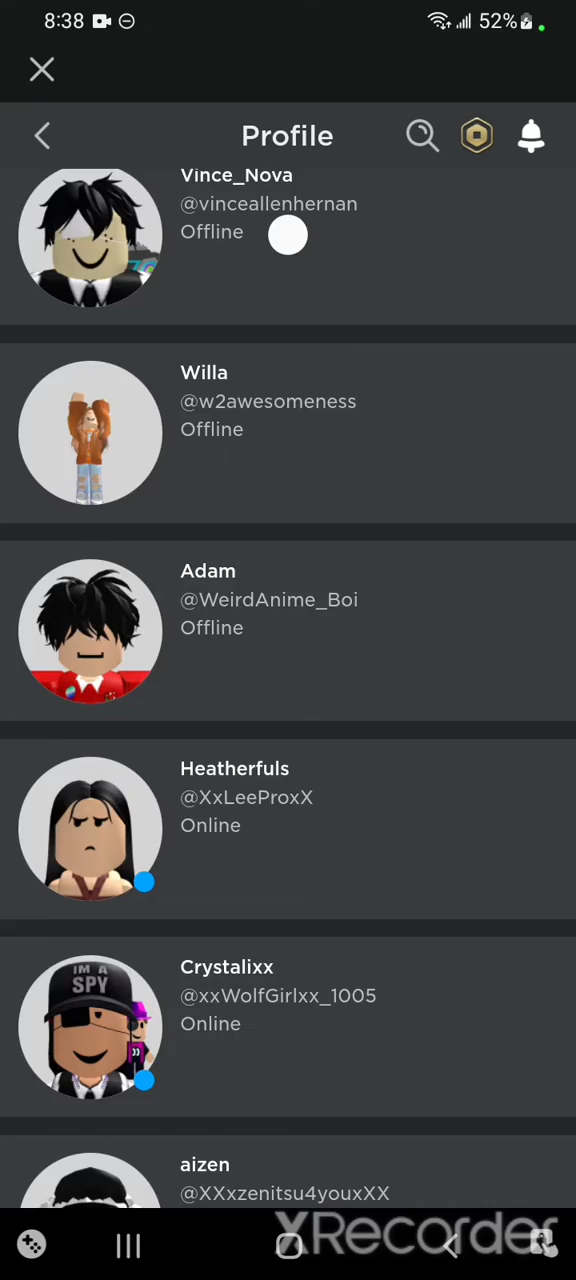 8:38
52%
Profile
Vince_Nova
@vinceallenhernan
Offline
Willa
@w2awesomeness
Offline
Adam
@WeirdAnime_Boi
Offline
Heatherfuls
@XxLeeProxX
Online
IM A
SPY
Crystalixx
@xxWolfGirlxx_1005
Online
aizen
@XXxzenitsu4youxXX
XRecorder